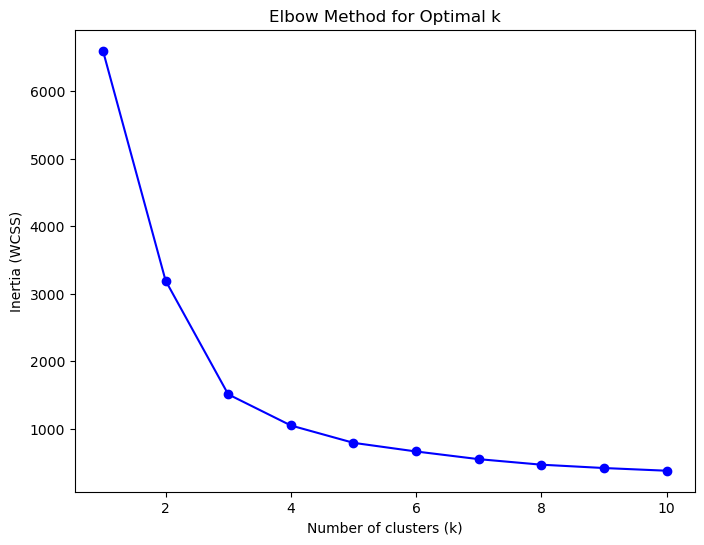 Elbow Method for Optimal k
Inertia (WCSS)
6000
5000
4000
3000
2000
1000
2 4 6 8 10
Number of clusters (k)